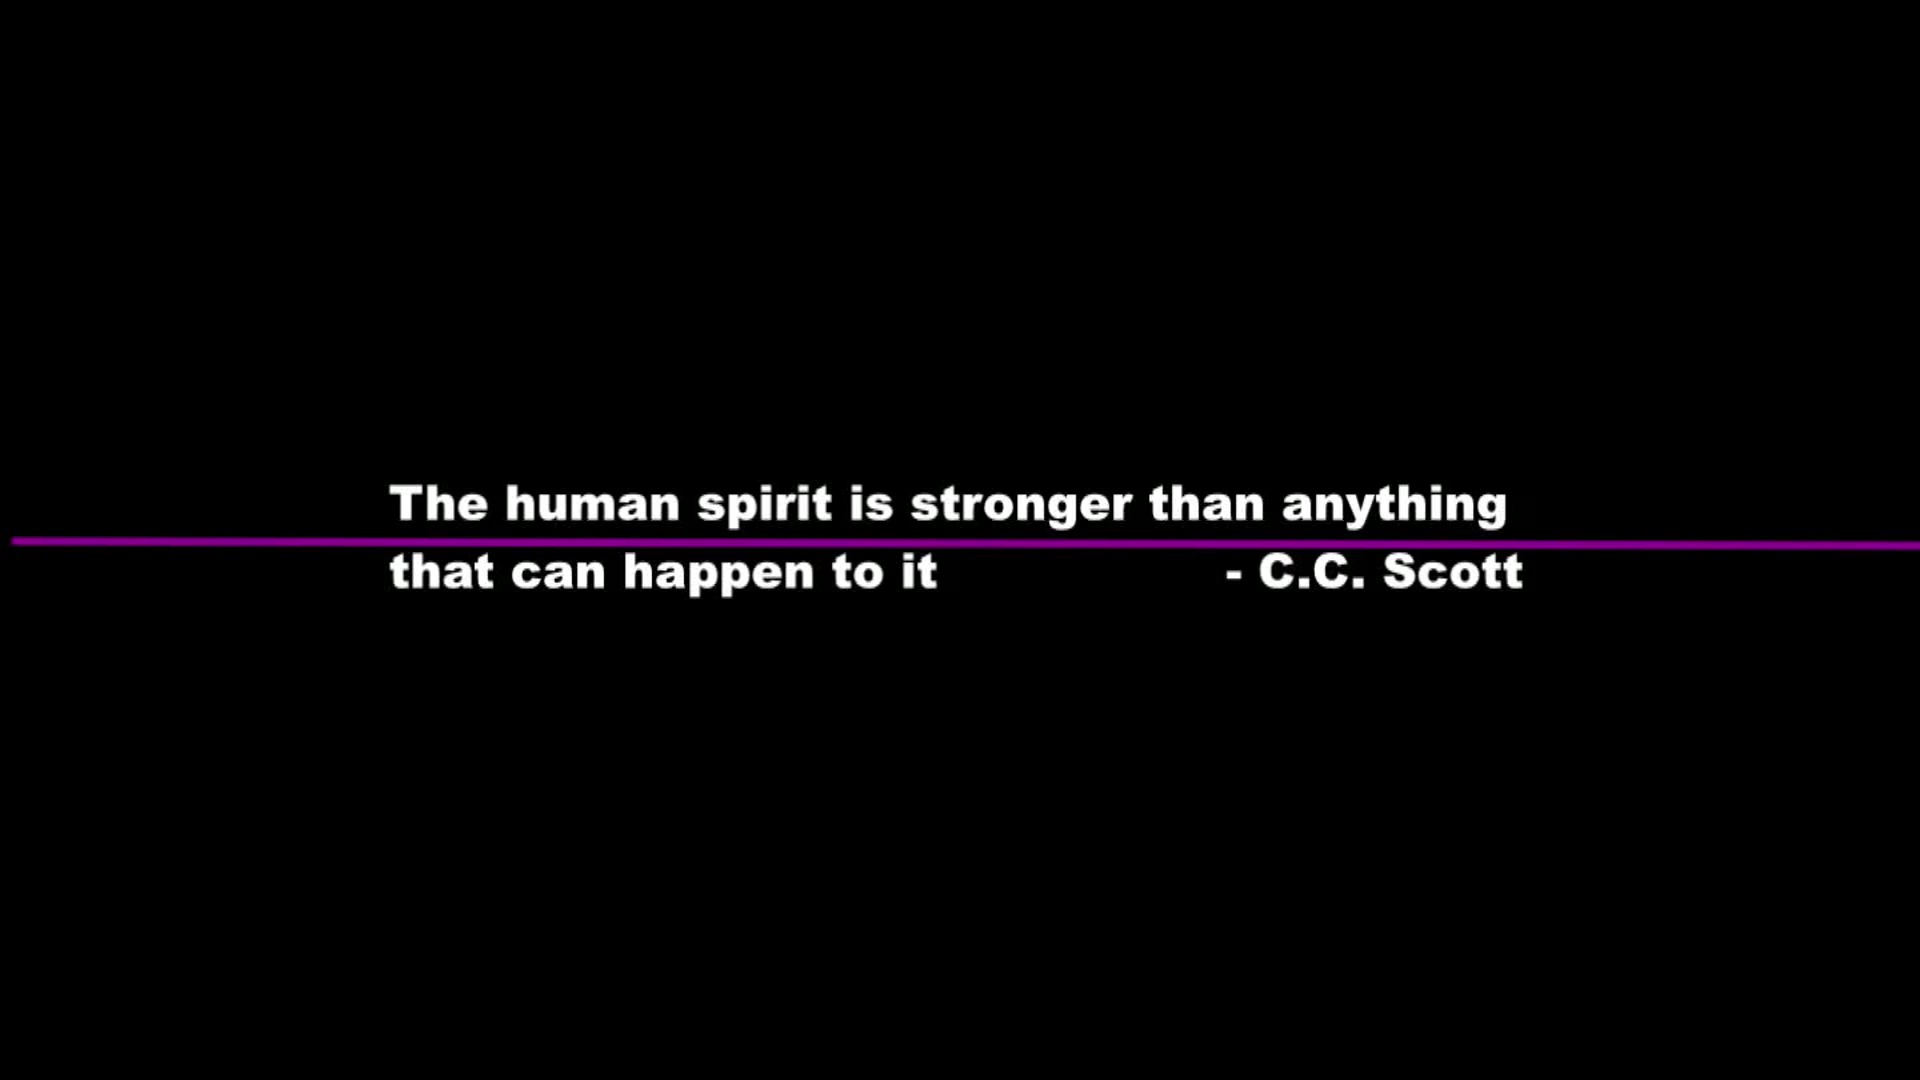 The human spirit is stronger than anything
that can happen to it - C.C. Scott